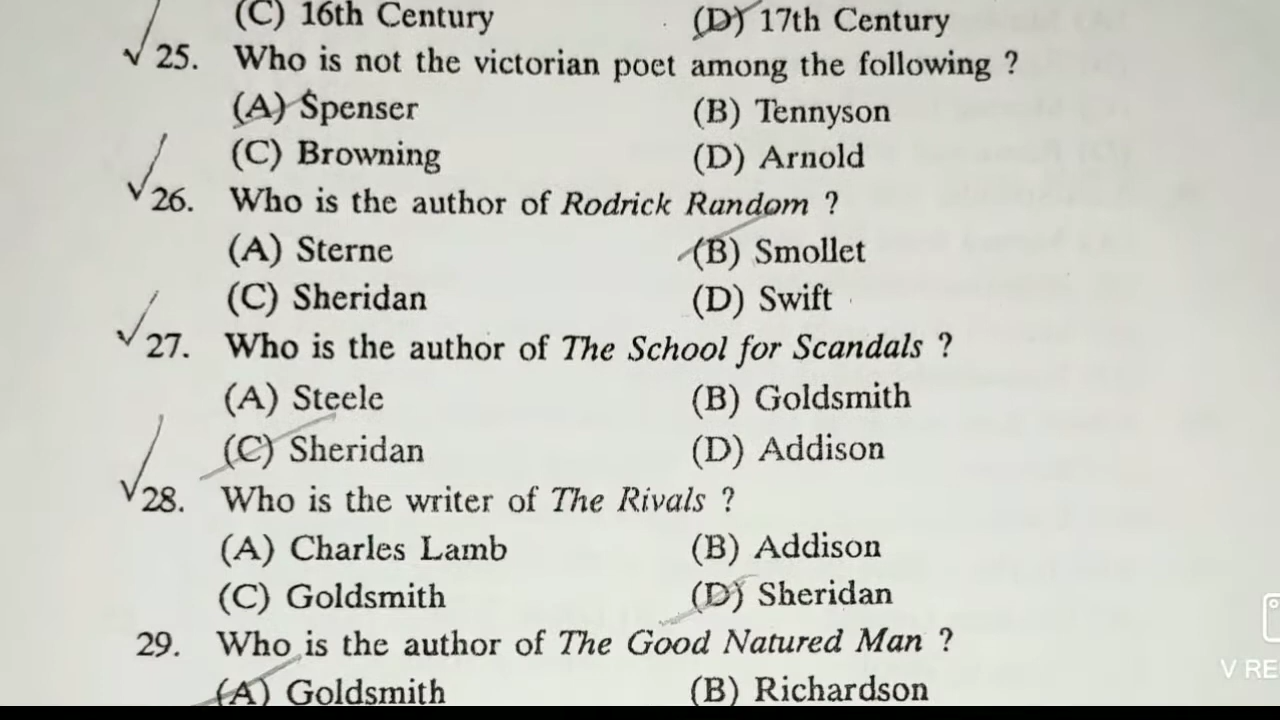 (C) 16th Century (D) 17th Century
25. Who is not the victorian poet among the following ?
(A) Spenser (B) Tennyson
(C) Browning (D) Arnold
26. Who is the author of Rodrick Random ?
(A) Sterne (B) Smollet
(C) Sheridan (D) Swift
27. Who is the author of The School for Scandals ?
(A) Steele (B) Goldsmith
(C) Sheridan (D) Addison
28. Who is the writer of The Rivals ?
(A) Charles Lamb (B) Addison
(C) Goldsmith (D) Sheridan
29. Who is the author of The Good Natured Man ?
(A) Goldsmith (B) Richardson